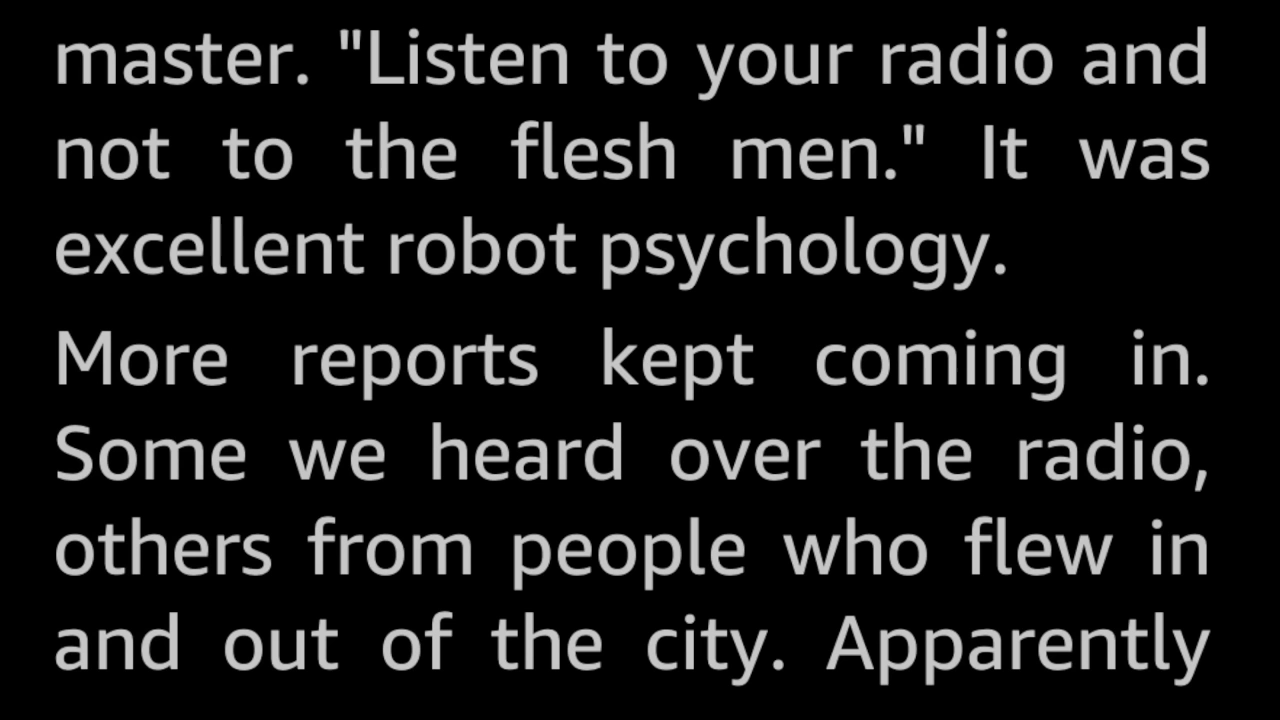 master. "Listen to your radio and
not to the flesh men." It was
excellent robot psychology.
More reports kept coming in.
Some we heard over the radio,
others from people who flew in
and out of the city. Apparently